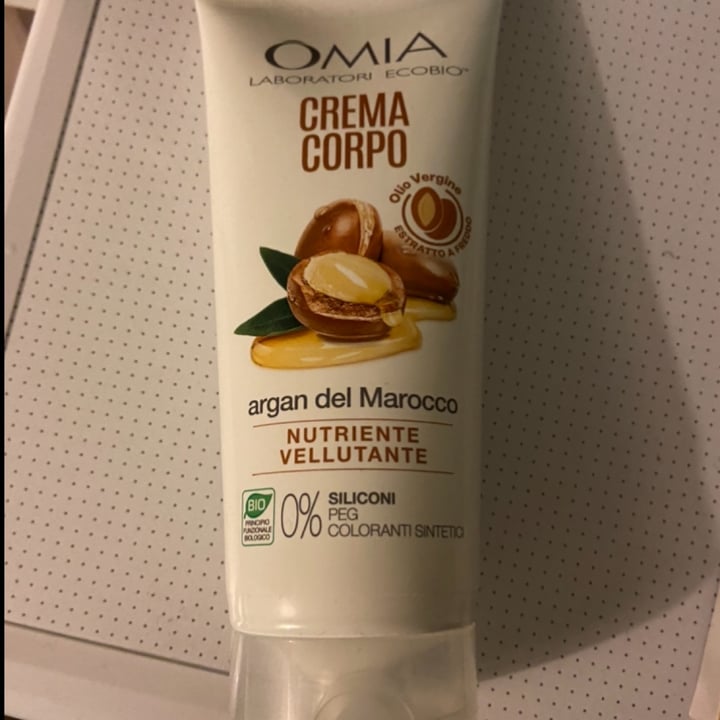 OMIA
LABORATORI ECOBIO™
CREMA
CORPO
Olio Vergine
ESTRATTO A FREDDO
argan del Marocco
NUTRIENTE
VELLUTANTE
BIO
PRINCIPIO
FUNZIONALE
BIOLOGICO
0% SILICONI
PEG
COLORANTI SINTETICI